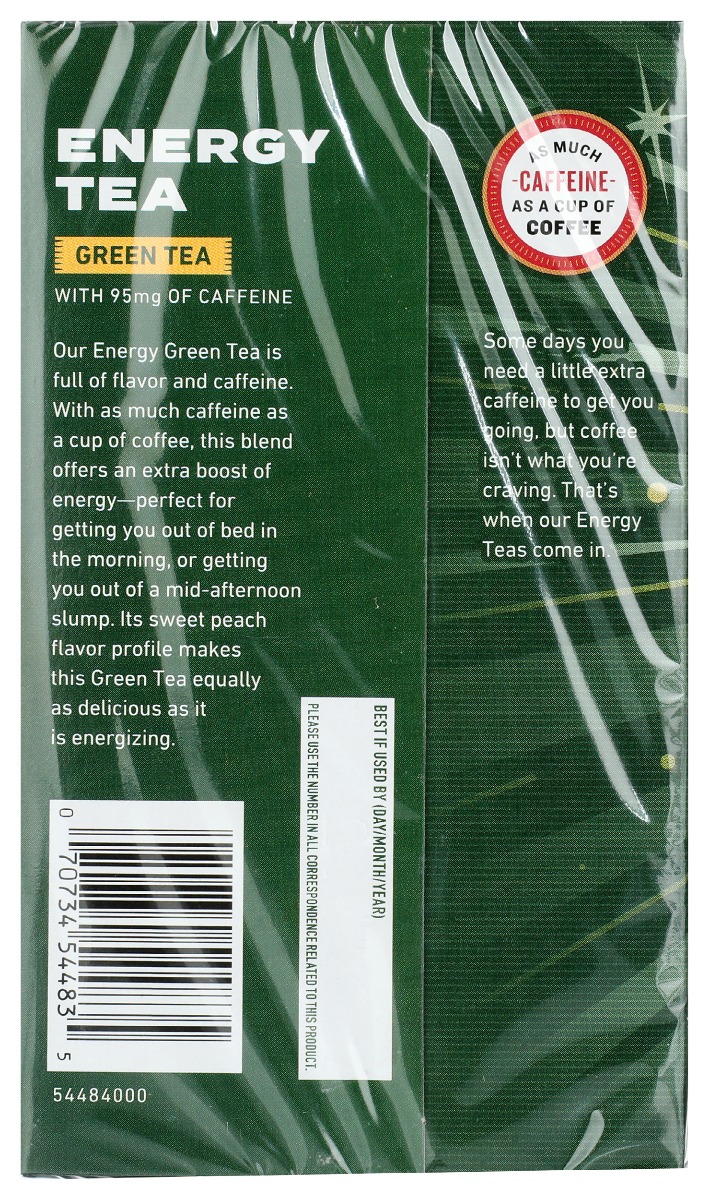 ENERGY
TEA
GREEN TEA
WITH 95mg OF CAFFEINE
Our Energy Green Tea is
full of flavor and caffeine.
With as much caffeine as
a cup of coffee, this blend
offers an extra boost of
energy—perfect for
getting you out of bed in
the morning, or getting
you out of a mid-afternoon
slump. Its sweet peach
flavor profile makes
this Green Tea equally
as delicious as it
is energizing.
BEST IF USED BY (DAY/MONTH/YEAR)
PLEASE USE THE NUMBER IN ALL CORRESPONDENCE RELATED TO THIS PRODUCT.
0 70734 54483 5
54484000
AS MUCH
-CAFFEINE-
AS A CUP OF
COFFEE
Some days you
need a little extra
caffeine to get you
going, but coffee
isn't what you're
craving. That's
when our Energy
Teas come in.